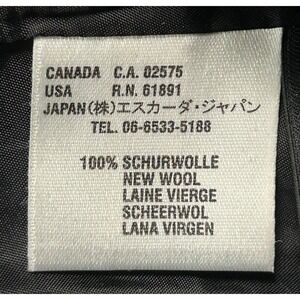 CANADA C.A. 02575
USA R.N. 61891
JAPAN(株)エスカーダ・ジャパン
TEL. 06-6533-5188
100% SCHURWOLLE
NEW WOOL
LAINE VIERGE
SCHEERWOL
LANA VIRGEN